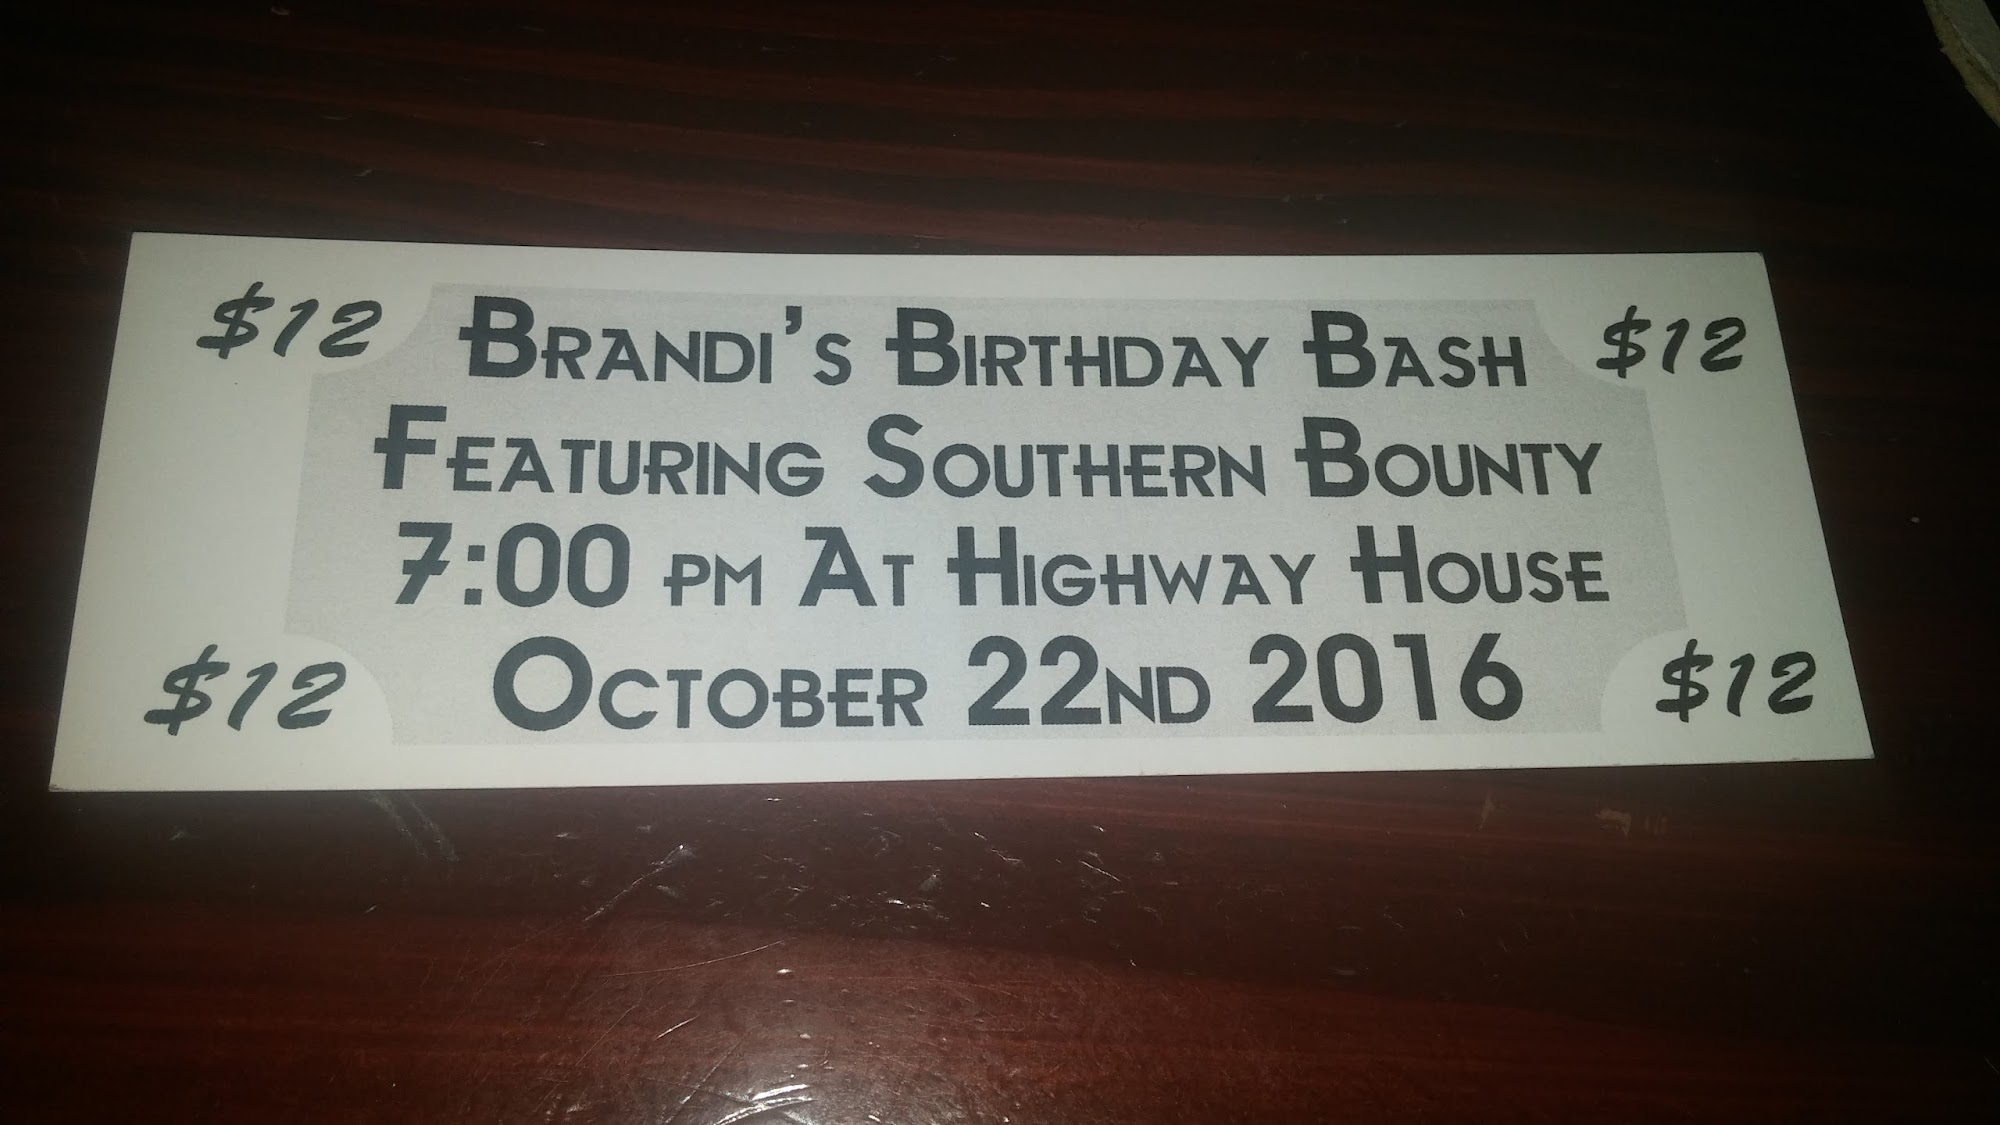 $12 Brandi's Birthday Bash $12
Featuring Southern Bounty
7:00 pm At Highway House
$12 October 22nd 2016 $12